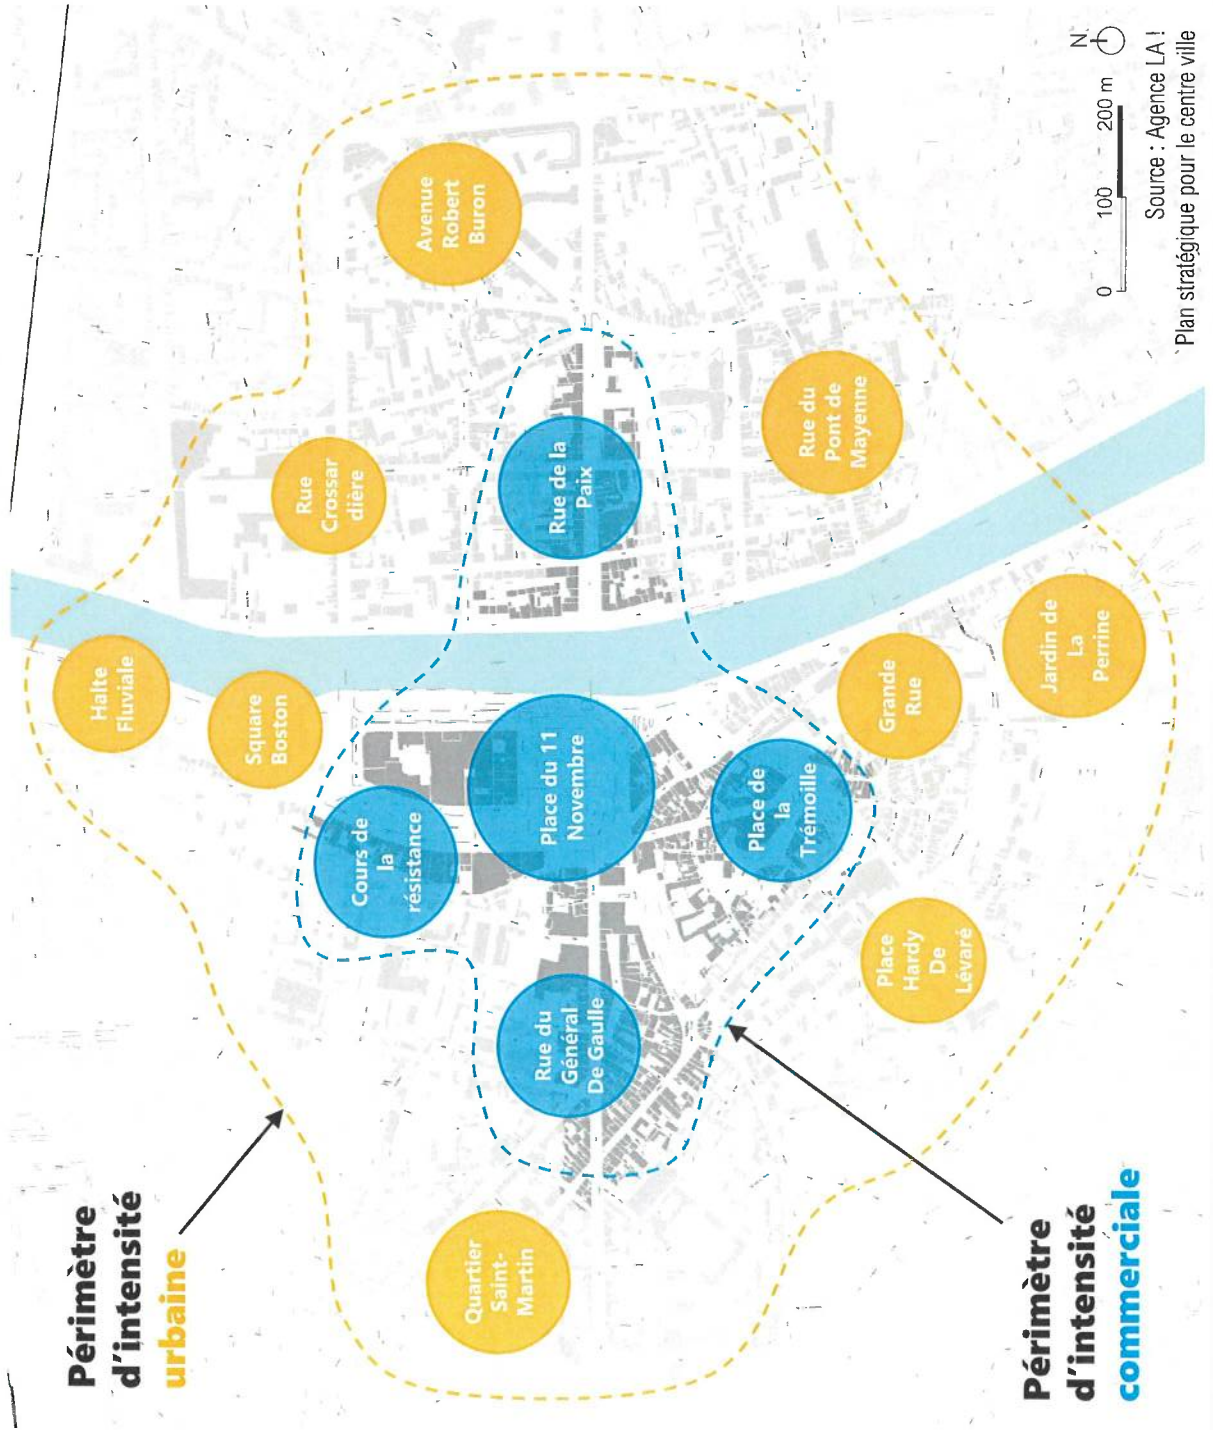 Périmètre
d'intensité
urbaine
Halte
Fluviale
Square
Boston
Rue
Crossar
dière
Avenue
Robert
Buron
Cours de
la
résistance
Quartier
Saint-
Martin
Rue du
Général
De Gaulle
Place du 11
Novembre
Rue de la
Paix
Place de
la
Trémoille
Rue du
Pont de
Mayenne
Grande
Rue
Place
Hardy
De
Lévaré
Jardin de
La
Perrine
Périmètre
d'intensité
commerciale
N
0 100 200 m
Source : Agence LA !
Plan stratégique pour le centre ville